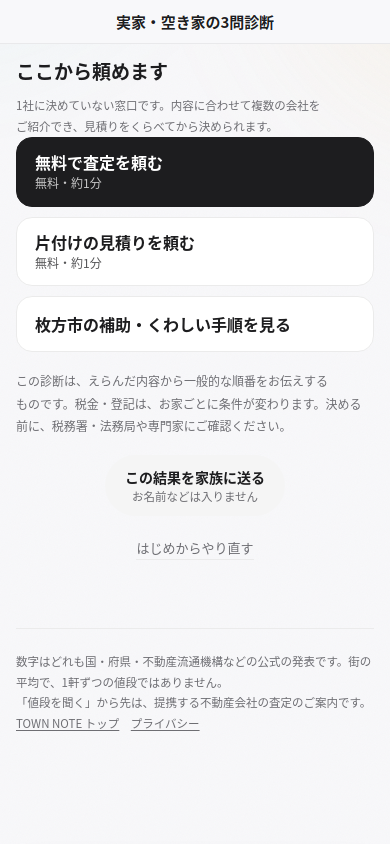 実家・空き家の3問診断
ここから頼めます
1社に決めていない窓口です。内容に合わせて複数の会社を
ご紹介でき、見積りをくらべてから決められます。
無料で査定を頼む
無料・約1分
片付けの見積りを頼む
無料・約1分
枚方市の補助・くわしい手順を見る
この診断は、えらんだ内容から一般的な順番をお伝えする
ものです。税金・登記は、お家ごとに条件が変わります。決める
前に、税務署・法務局や専門家にご確認ください。
この結果を家族に送る
お名前などは入りません
はじめからやり直す
数字はどれも国・府県・不動産流通機構などの公式の発表です。街の
平均で、1軒ずつの値段ではありません。
「値段を聞く」から先は、提携する不動産会社の査定のご案内です。
TOWN NOTE トップ プライバシー